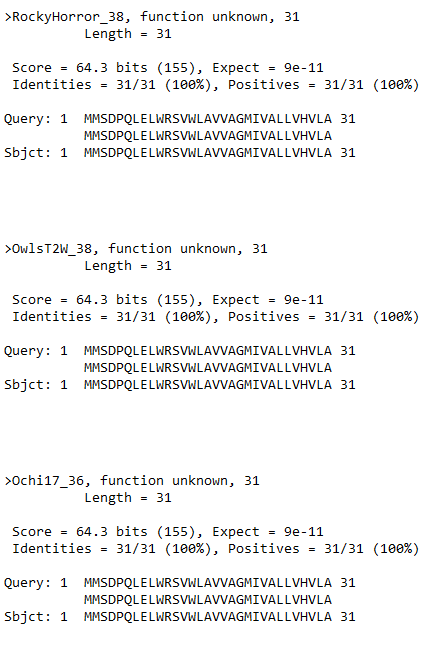 >RockyHorror_38, function unknown, 31
Length = 31
Score = 64.3 bits (155), Expect = 9e-11
Identities = 31/31 (100%), Positives = 31/31 (100%)
Query: 1 MMSDPQLELWRSVWLAVVAGMIVALLVHVLA 31
MMSDPQLELWRSVWLAVVAGMIVALLVHVLA
Sbjct: 1 MMSDPQLELWRSVWLAVVAGMIVALLVHVLA 31
>OwlsT2W_38, function unknown, 31
Length = 31
Score = 64.3 bits (155), Expect = 9e-11
Identities = 31/31 (100%), Positives = 31/31 (100%)
Query: 1 MMSDPQLELWRSVWLAVVAGMIVALLVHVLA 31
MMSDPQLELWRSVWLAVVAGMIVALLVHVLA
Sbjct: 1 MMSDPQLELWRSVWLAVVAGMIVALLVHVLA 31
>Ochi17_36, function unknown, 31
Length = 31
Score = 64.3 bits (155), Expect = 9e-11
Identities = 31/31 (100%), Positives = 31/31 (100%)
Query: 1 MMSDPQLELWRSVWLAVVAGMIVALLVHVLA 31
MMSDPQLELWRSVWLAVVAGMIVALLVHVLA
Sbjct: 1 MMSDPQLELWRSVWLAVVAGMIVALLVHVLA 31